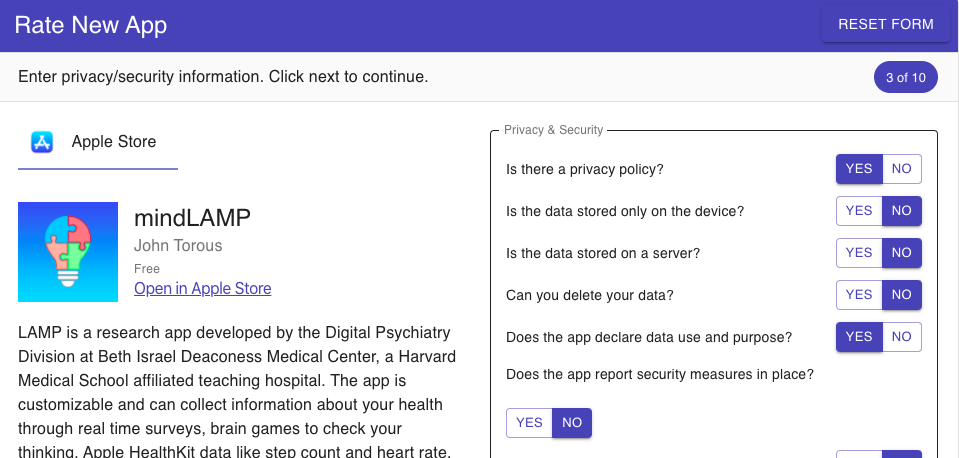 Rate New App
RESET FORM
Enter privacy/security information. Click next to continue.
3 of 10
Apple Store
mindLAMP
John Torous
Free
Open in Apple Store
LAMP is a research app developed by the Digital Psychiatry
Division at Beth Israel Deaconess Medical Center, a Harvard
Medical School affiliated teaching hospital. The app is
customizable and can collect information about your health
through real time surveys, brain games to check your
thinking, Apple HealthKit data like step count and heart rate,
Privacy & Security
Is there a privacy policy?
YES NO
Is the data stored only on the device?
YES NO
Is the data stored on a server?
YES NO
Can you delete your data?
YES NO
Does the app declare data use and purpose?
YES NO
Does the app report security measures in place?
YES NO